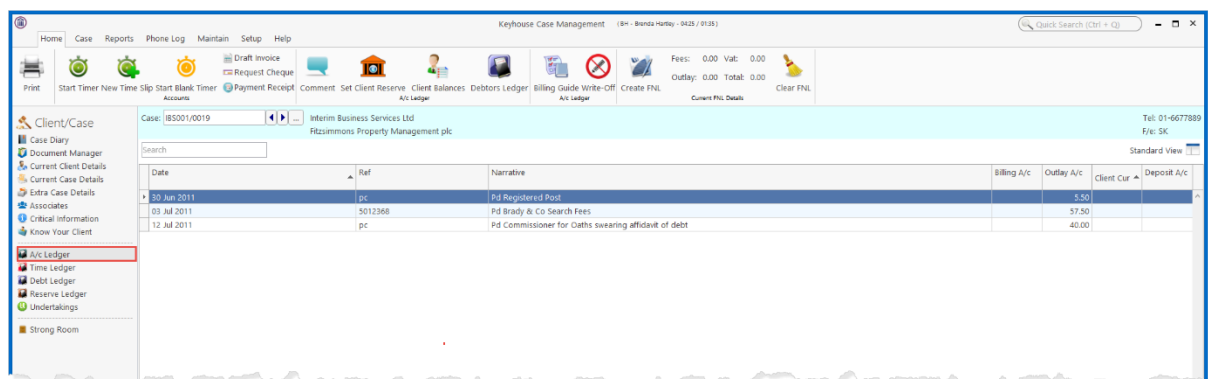 Keyhouse Case Management (BH - Brenda Hartley - 0425 / 01:35)
Quick Search (Ctrl + Q)
Home Case Reports Phone Log Maintain Setup Help
Print
Start Timer New Time Slip Start Blank Timer
Draft Invoice
Request Cheque
Payment Receipt
Accounts
Comment Set Client Reserve Client Balances Debtors Ledger
A/c Ledger
Billing Guide Write-Off
A/c Ledger
Create FNL
Fees: 0.00 Vat: 0.00
Outlay: 0.00 Total: 0.00
Clear FNL
Current FNL Details
Client/Case
Case Diary
Document Manager
Current Client Details
Current Case Details
Extra Case Details
Associates
Critical Information
Know Your Client
A/c Ledger
Time Ledger
Debt Ledger
Reserve Ledger
Undertakings
Strong Room
Case: IBS001/0019 ... Interim Business Services Ltd Tel: 01-6677889
Fitzsimmons Property Management plc F/e: SK
Search Standard View
Date Ref Narrative Billing A/c Outlay A/c Client Cur Deposit A/c
30 Jun 2011 pc Pd Registered Post 5.50
03 Jul 2011 5012368 Pd Brady & Co Search Fees 57.50
12 Jul 2011 pc Pd Commissioner for Oaths swearing affidavit of debt 40.00